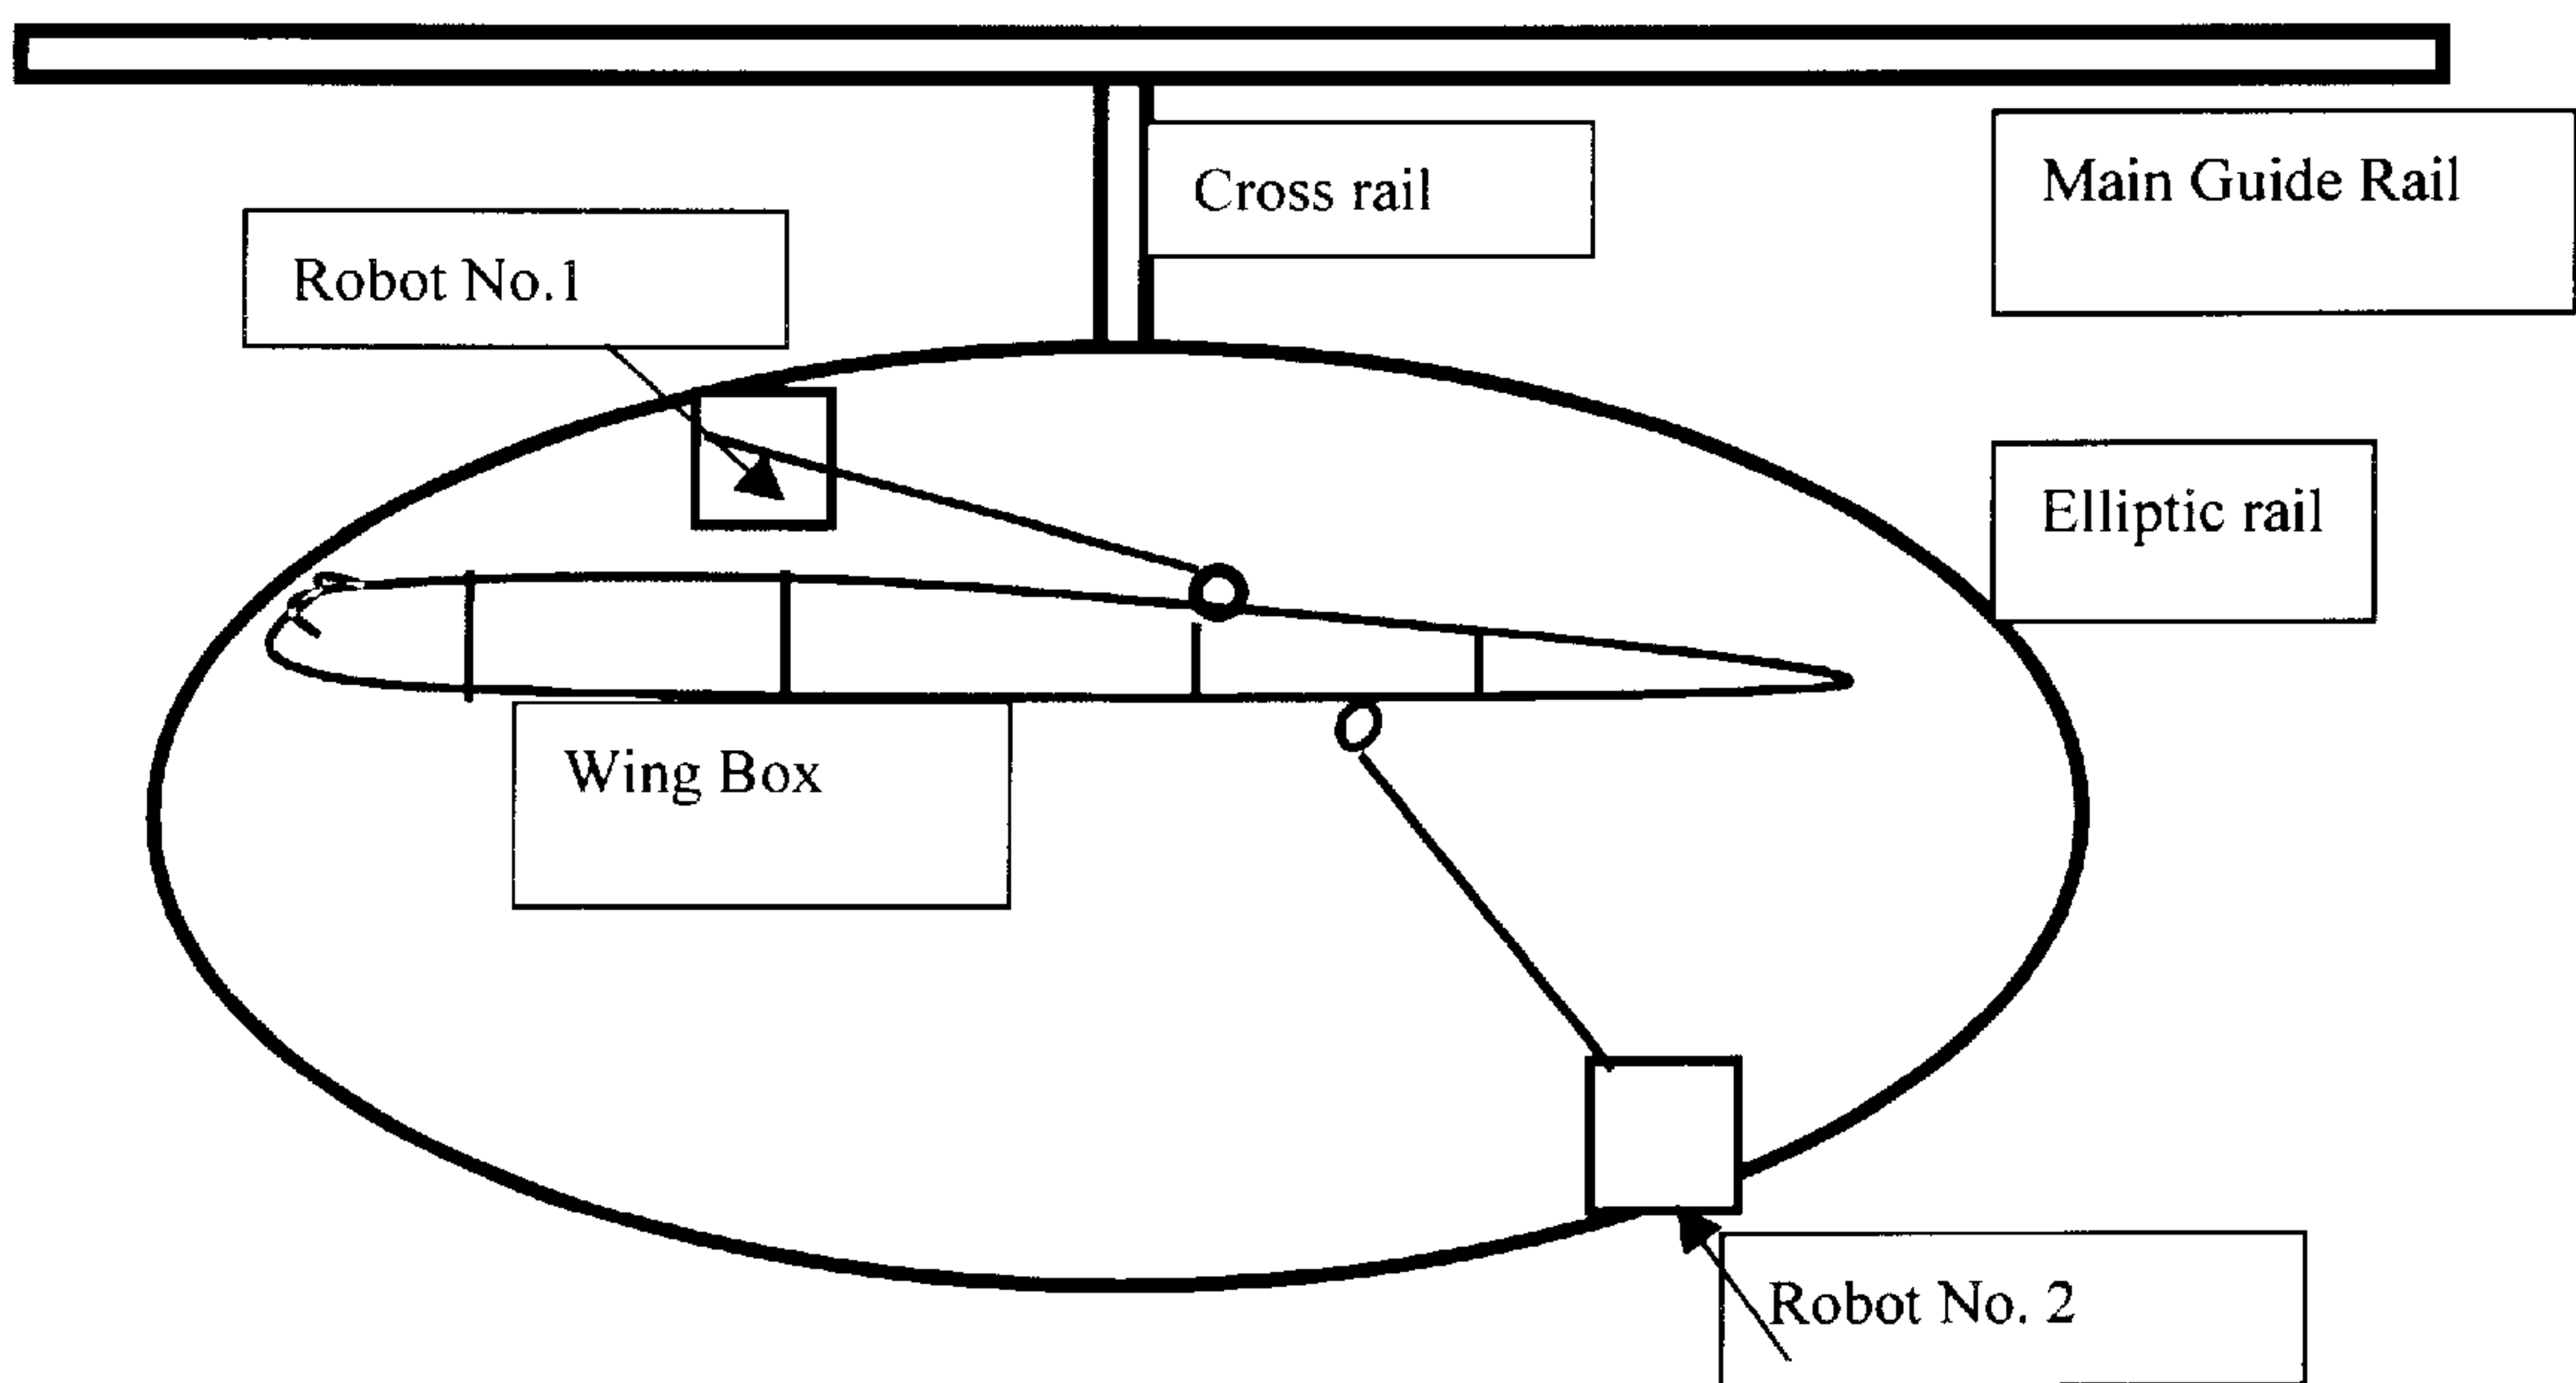 Cross rail
Main Guide Rail
Robot No.1
Elliptic rail
Wing Box
Robot No. 2